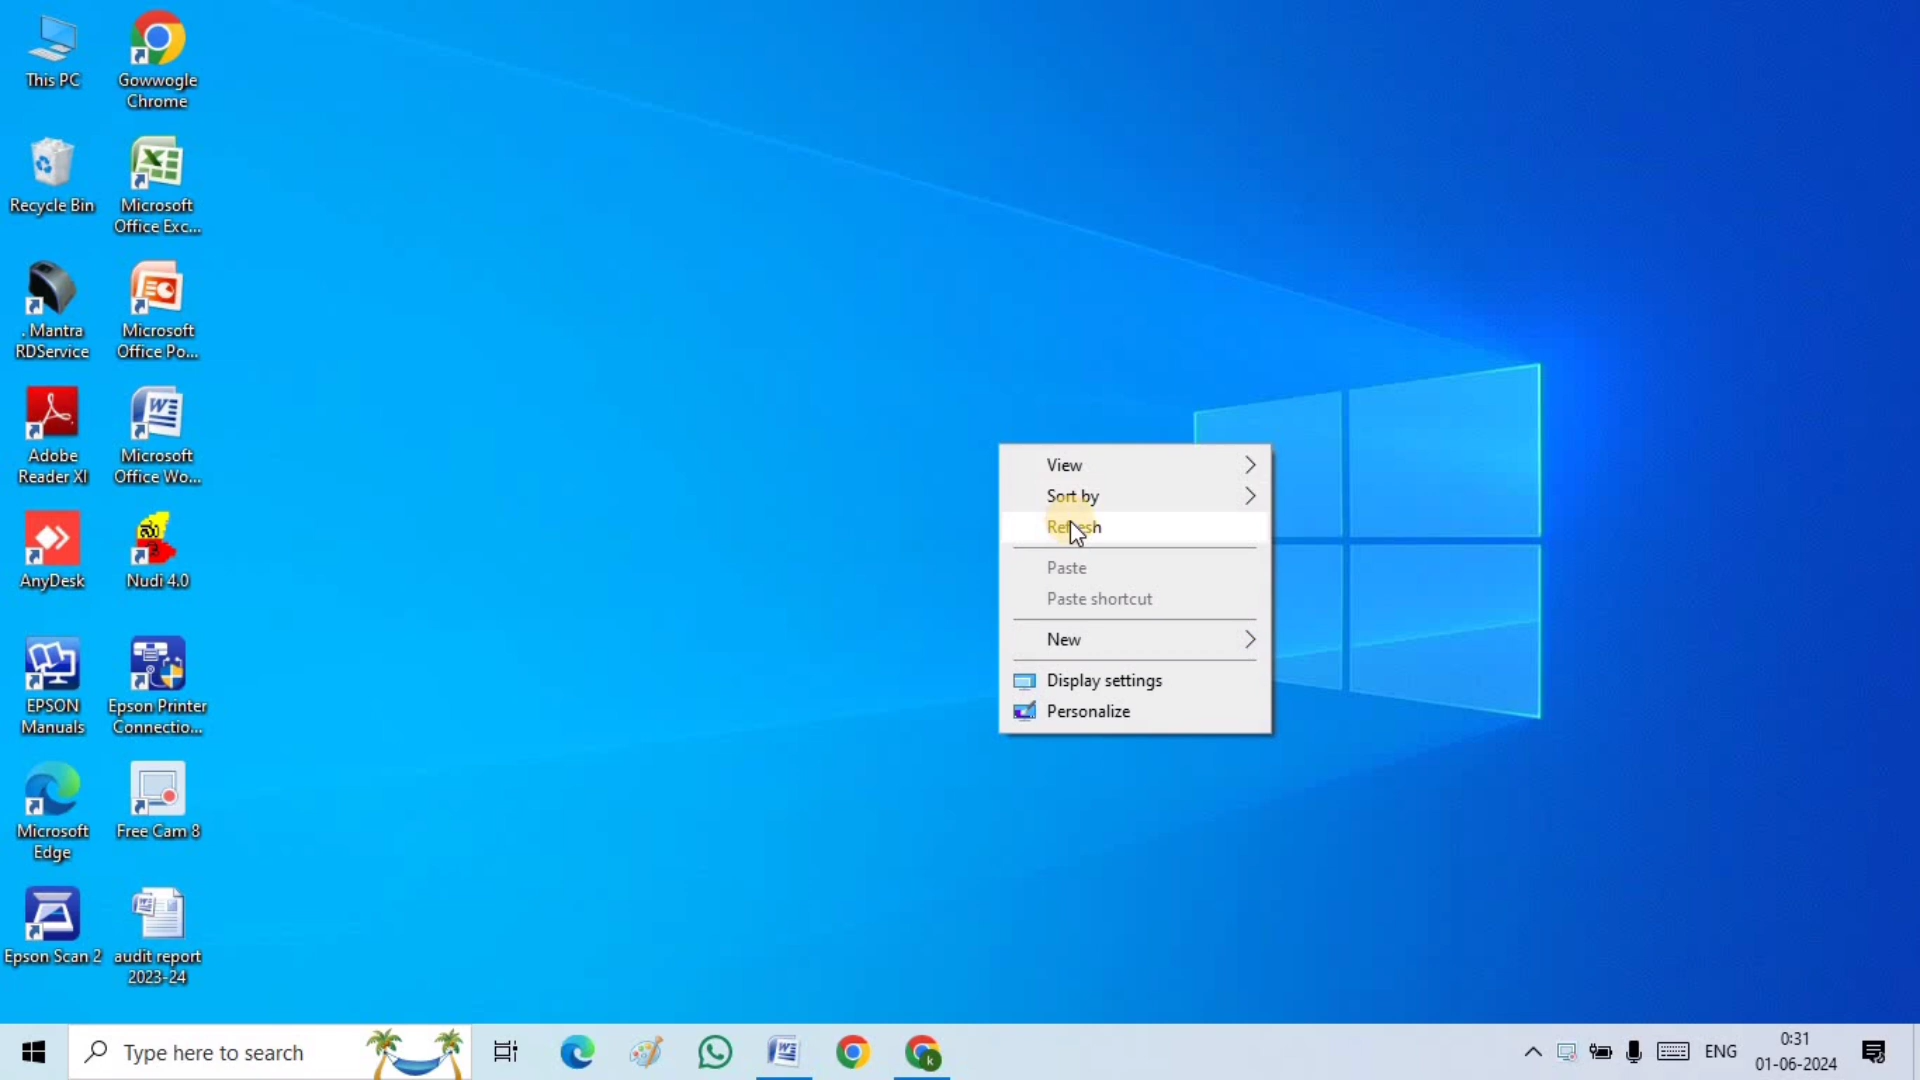 This PC
Gowwogle
Chrome
Recycle Bin
Microsoft
Office Exc...
. Mantra
RDService
Microsoft
Office Po...
Adobe
Reader XI
Microsoft
Office Wo...
AnyDesk
ನು
Nudi 4.0
EPSON
Manuals
Epson Printer
Connectio...
Microsoft
Edge
Free Cam 8
Epson Scan 2
audit report
2023-24
View
Sort by
Refresh
Paste
Paste shortcut
New
Display settings
Personalize
Type here to search
k
ENG
0:31
01-06-2024